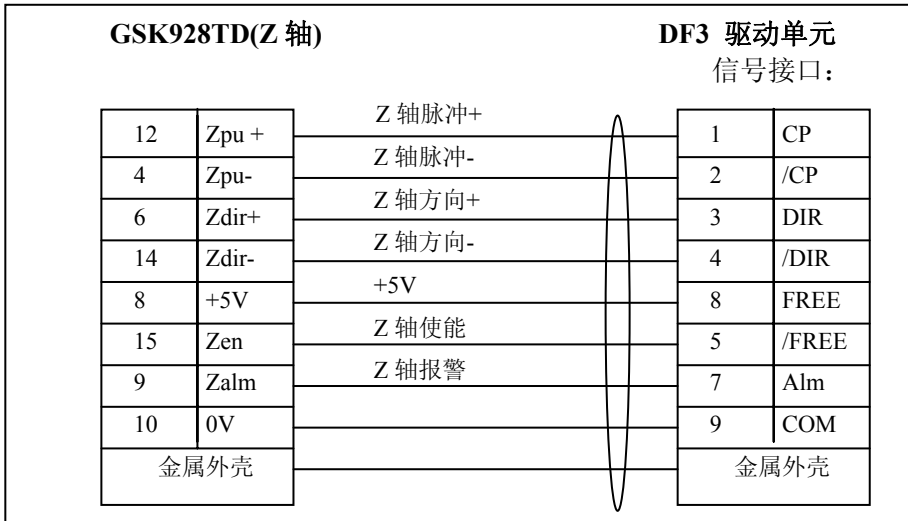 GSK928TD(Z 轴) DF3 驱动单元
信号接口：
12 Zpu + Z 轴脉冲+ 1 CP
4 Zpu- Z 轴脉冲- 2 /CP
6 Zdir+ Z 轴方向+ 3 DIR
14 Zdir- Z 轴方向- 4 /DIR
8 +5V +5V 8 FREE
15 Zen Z 轴使能 5 /FREE
9 Zalm Z 轴报警 7 Alm
10 0V 9 COM
金属外壳 金属外壳